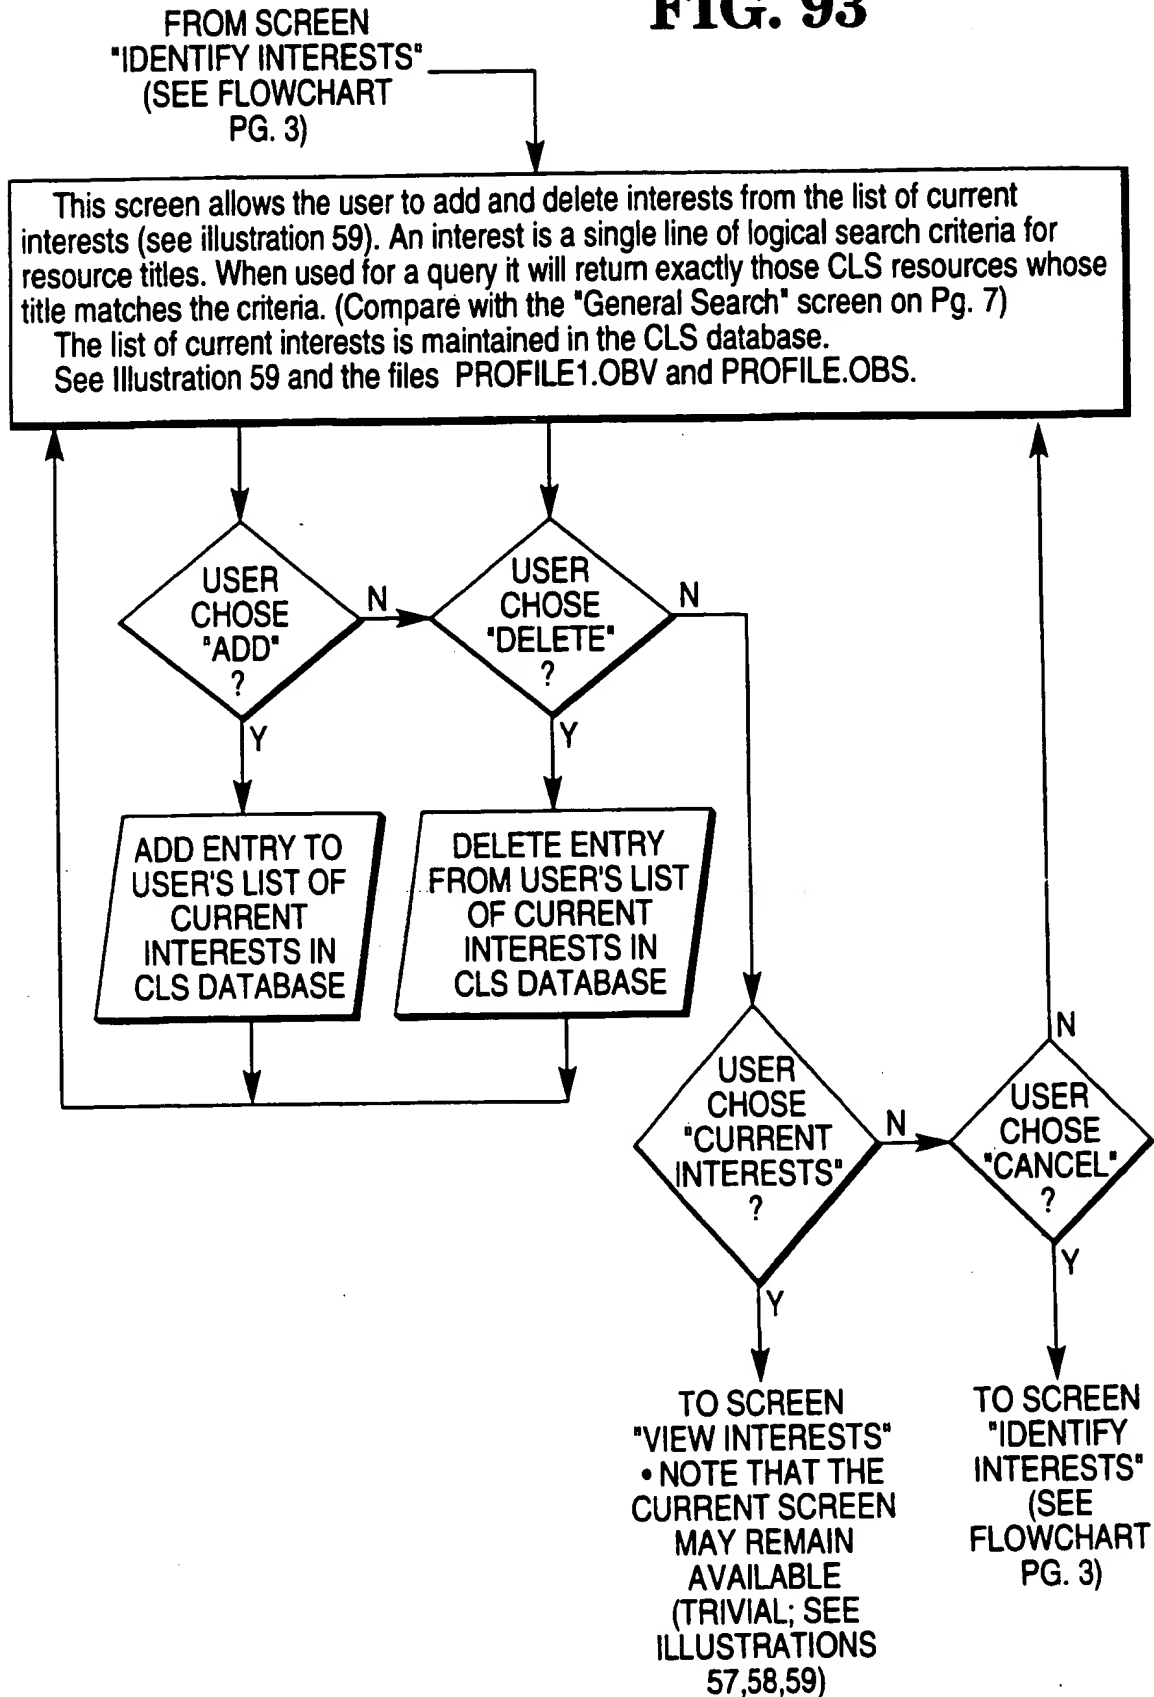 FIG. 93
FROM SCREEN
"IDENTIFY INTERESTS"
(SEE FLOWCHART
PG. 3)
This screen allows the user to add and delete interests from the list of current
interests (see illustration 59). An interest is a single line of logical search criteria for
resource titles. When used for a query it will return exactly those CLS resources whose
title matches the criteria. (Compare with the "General Search" screen on Pg. 7)
The list of current interests is maintained in the CLS database.
See Illustration 59 and the files PROFILE1.OBV and PROFILE.OBS.
USER
CHOSE
"ADD"
?
N
Y
USER
CHOSE
"DELETE"
?
N
Y
ADD ENTRY TO
USER'S LIST OF
CURRENT
INTERESTS IN
CLS DATABASE
DELETE ENTRY
FROM USER'S LIST
OF CURRENT
INTERESTS IN
CLS DATABASE
USER
CHOSE
"CURRENT
INTERESTS"
?
N
Y
N
USER
CHOSE
"CANCEL"
?
Y
TO SCREEN
"VIEW INTERESTS"
• NOTE THAT THE
CURRENT SCREEN
MAY REMAIN
AVAILABLE
(TRIVIAL; SEE
ILLUSTRATIONS
57,58,59)
TO SCREEN
"IDENTIFY
INTERESTS"
(SEE
FLOWCHART
PG. 3)